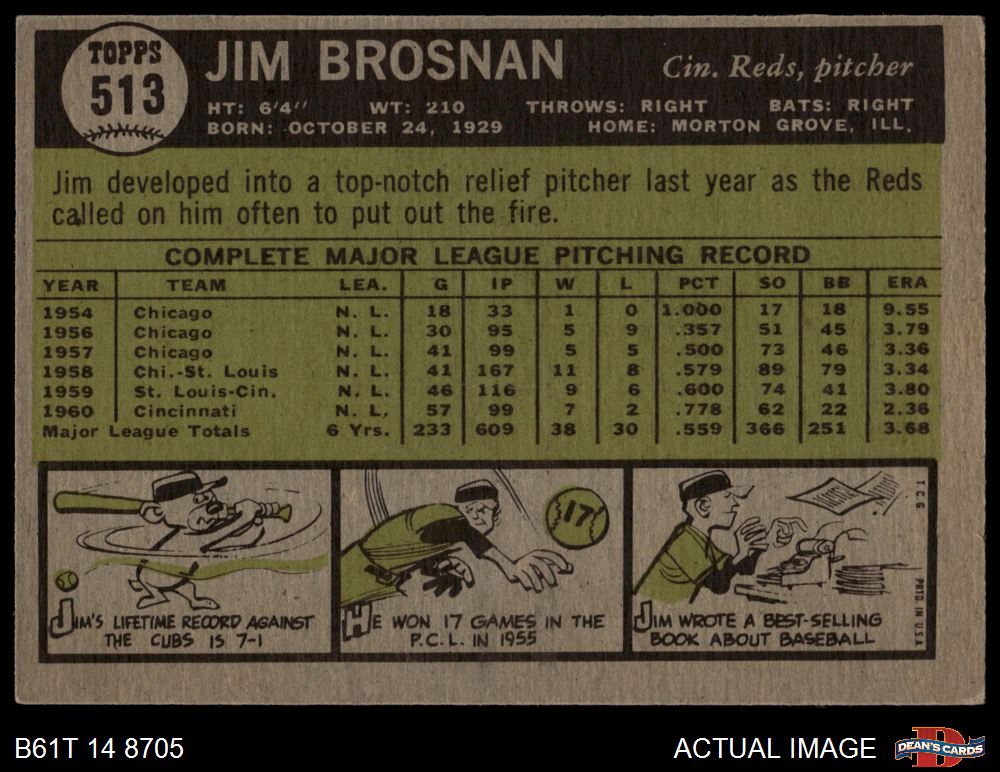 TOPPS
513
JIM BROSNAN
Cin. Reds, pitcher
HT: 6'4" WT: 210 THROWS: RIGHT BATS: RIGHT
BORN: OCTOBER 24, 1929 HOME: MORTON GROVE, ILL.
Jim developed into a top-notch relief pitcher last year as the Reds
called on him often to put out the fire.
COMPLETE MAJOR LEAGUE PITCHING RECORD
YEAR TEAM LEA. G IP W L PCT SO BB ERA
1954 Chicago N. L. 18 33 1 0 1.000 17 18 9.55
1956 Chicago N. L. 30 95 5 9 .357 51 45 3.79
1957 Chicago N. L. 41 99 5 5 .500 73 46 3.36
1958 Chi.-St. Louis N. L. 41 167 11 8 .579 89 79 3.34
1959 St. Louis-Cin. N. L. 46 116 9 6 .600 74 41 3.80
1960 Cincinnati N. L. 57 99 7 2 .778 62 22 2.36
Major League Totals 6 Yrs. 233 609 38 30 .559 366 251 3.68
JIM'S LIFETIME RECORD AGAINST
THE CUBS IS 7-1
17
HE WON 17 GAMES IN THE
P.C.L. IN 1955
JIM WROTE A BEST-SELLING
BOOK ABOUT BASEBALL
T.C.G.
PRTD. IN U.S.A.
B61T 14 8705
ACTUAL IMAGE
DEAN'S CARDS